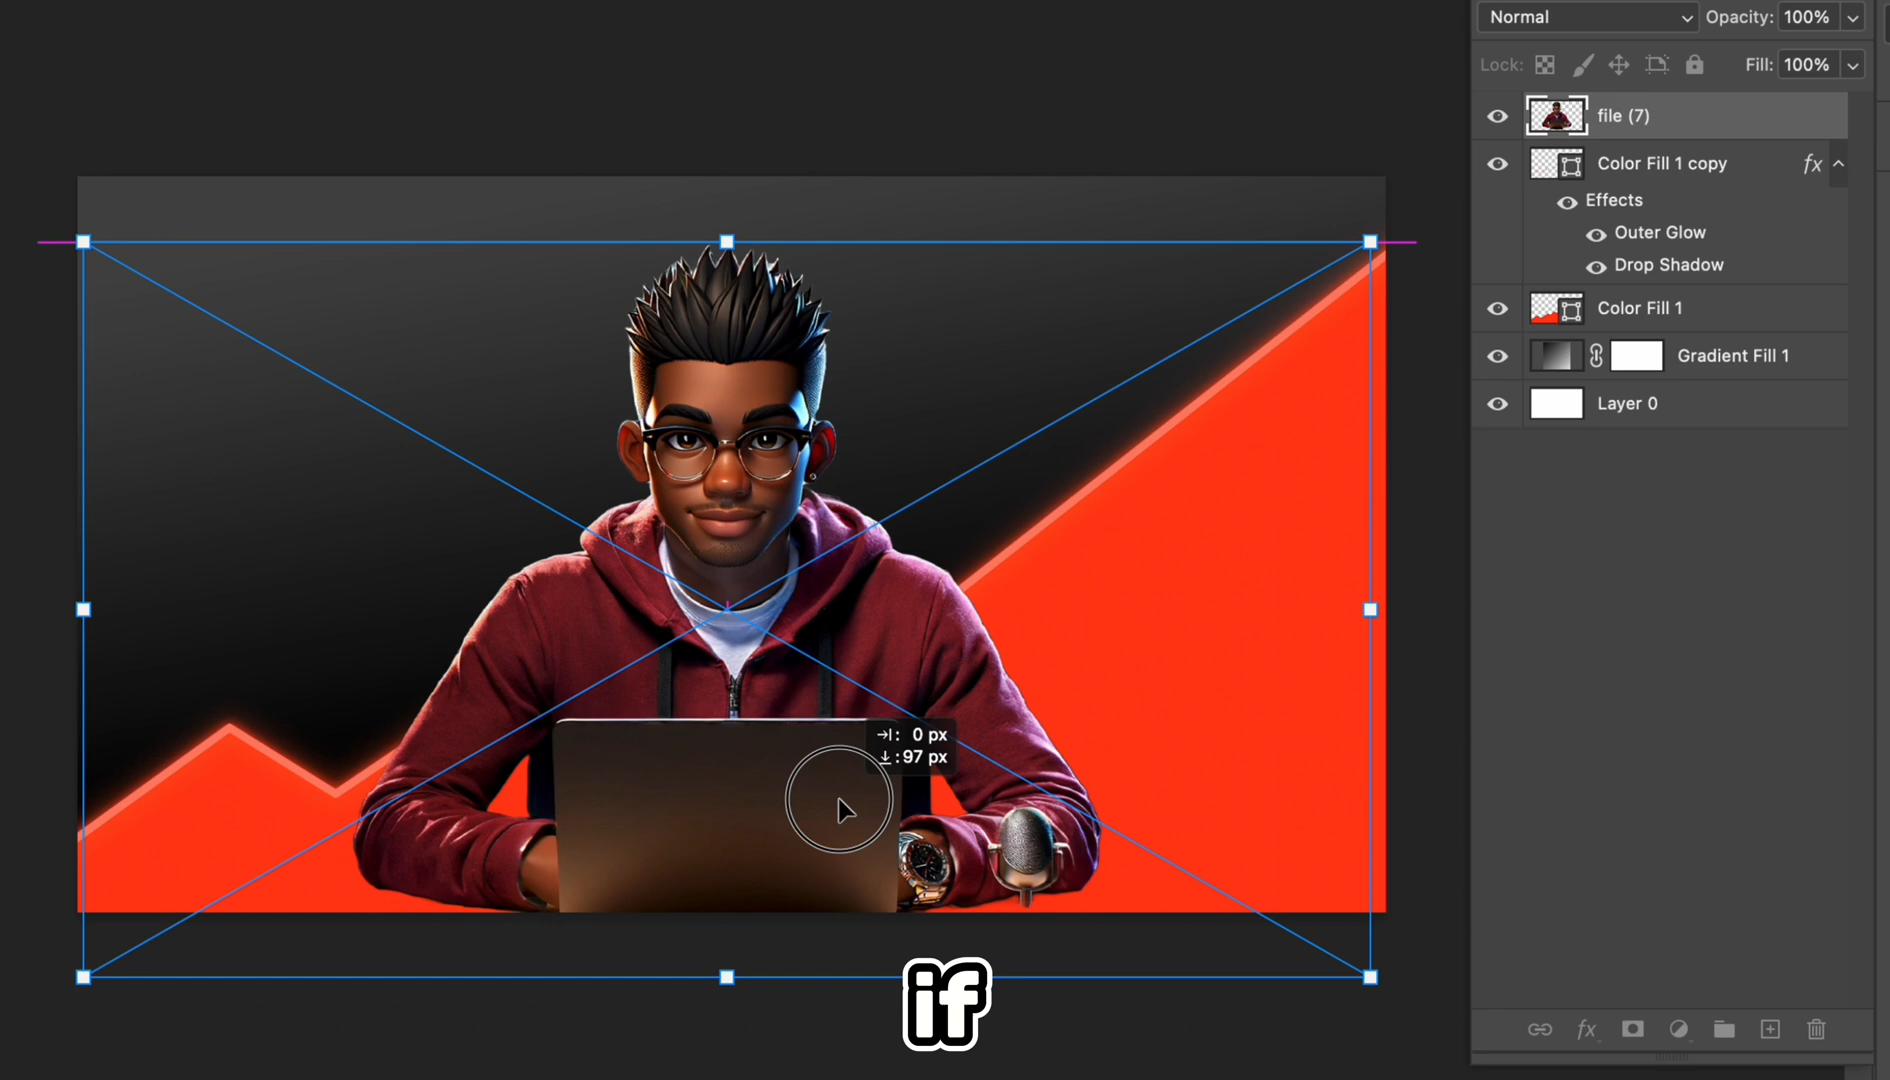 Normal
Opacity: 100%
Lock:
Fill: 100%
file (7)
Color Fill 1 copy
fx
Effects
Outer Glow
Drop Shadow
Color Fill 1
Gradient Fill 1
Layer 0
: 0 px
: 97 px
if
fx